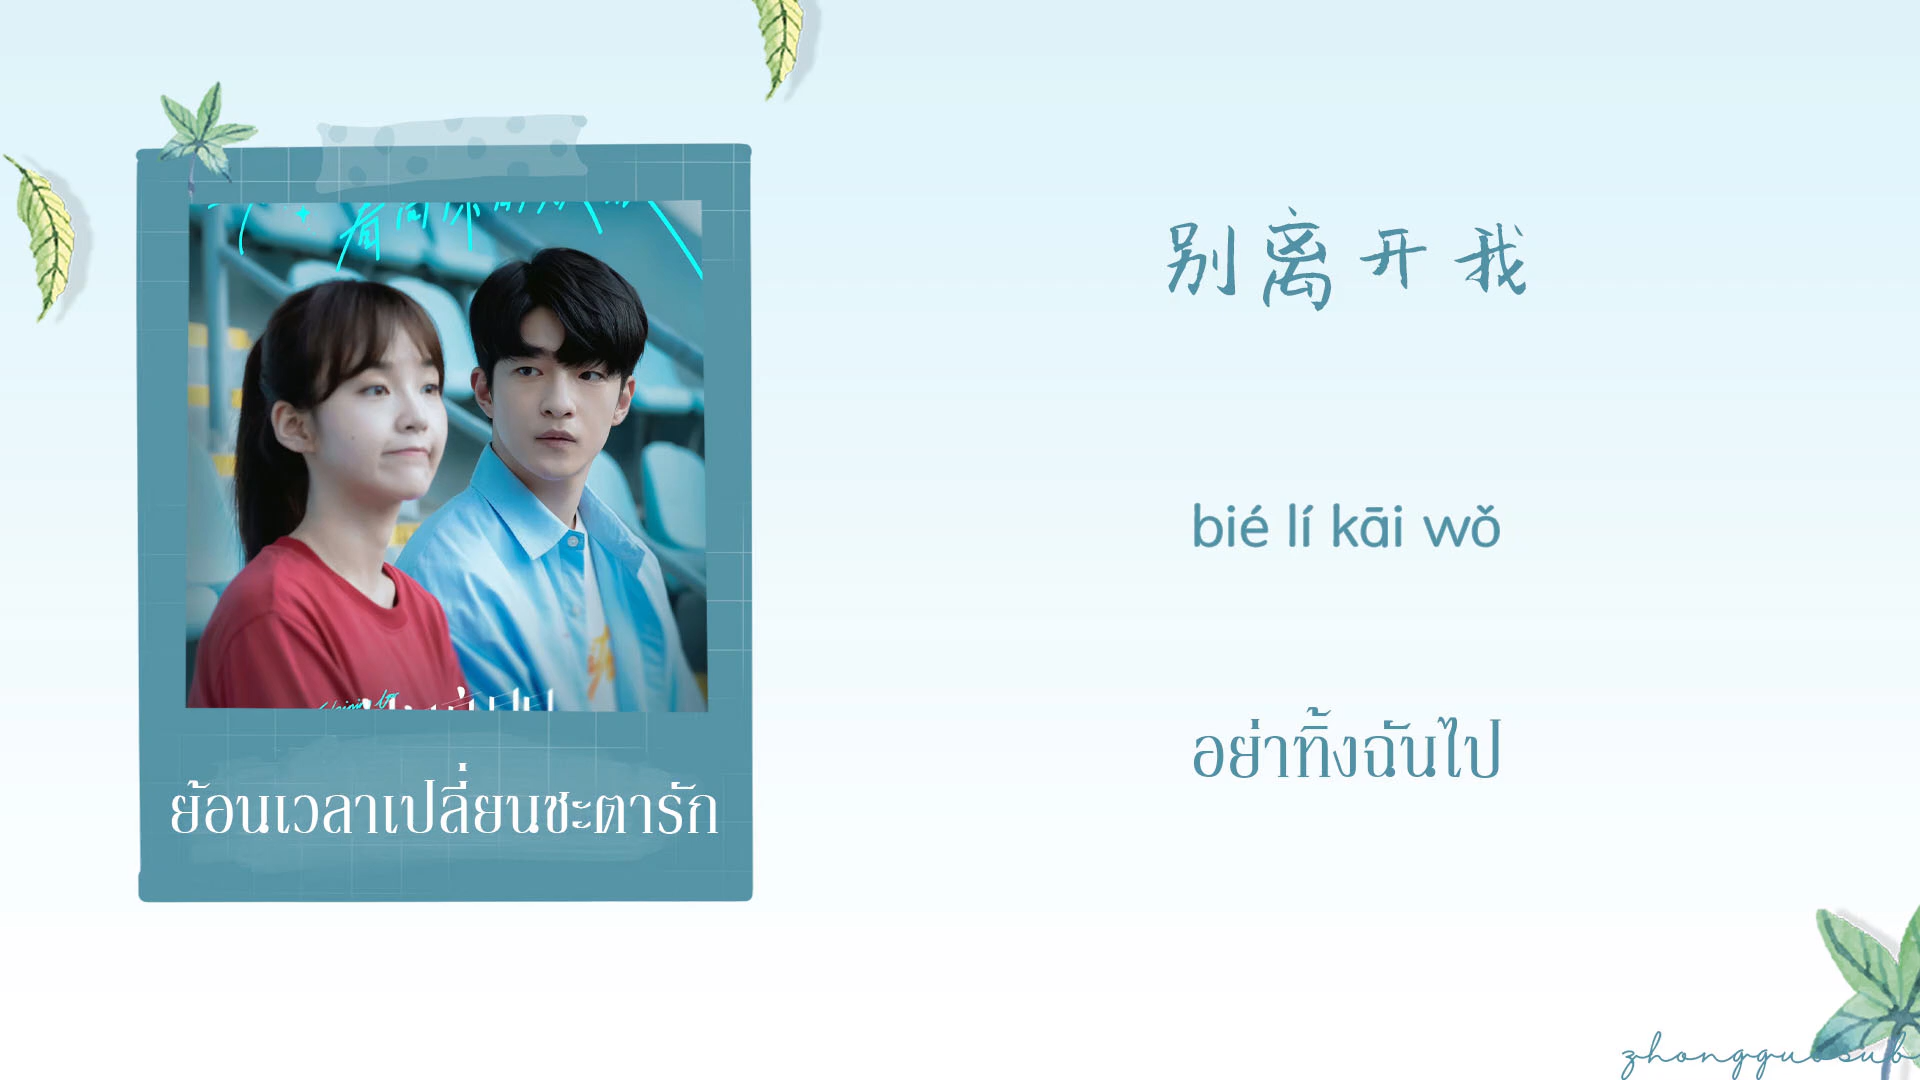 ย้อนเวลาเปลี่ยนชะตารัก
别离开我
bié lí kāi wǒ
อย่าทิ้งฉันไป
zhongguosub